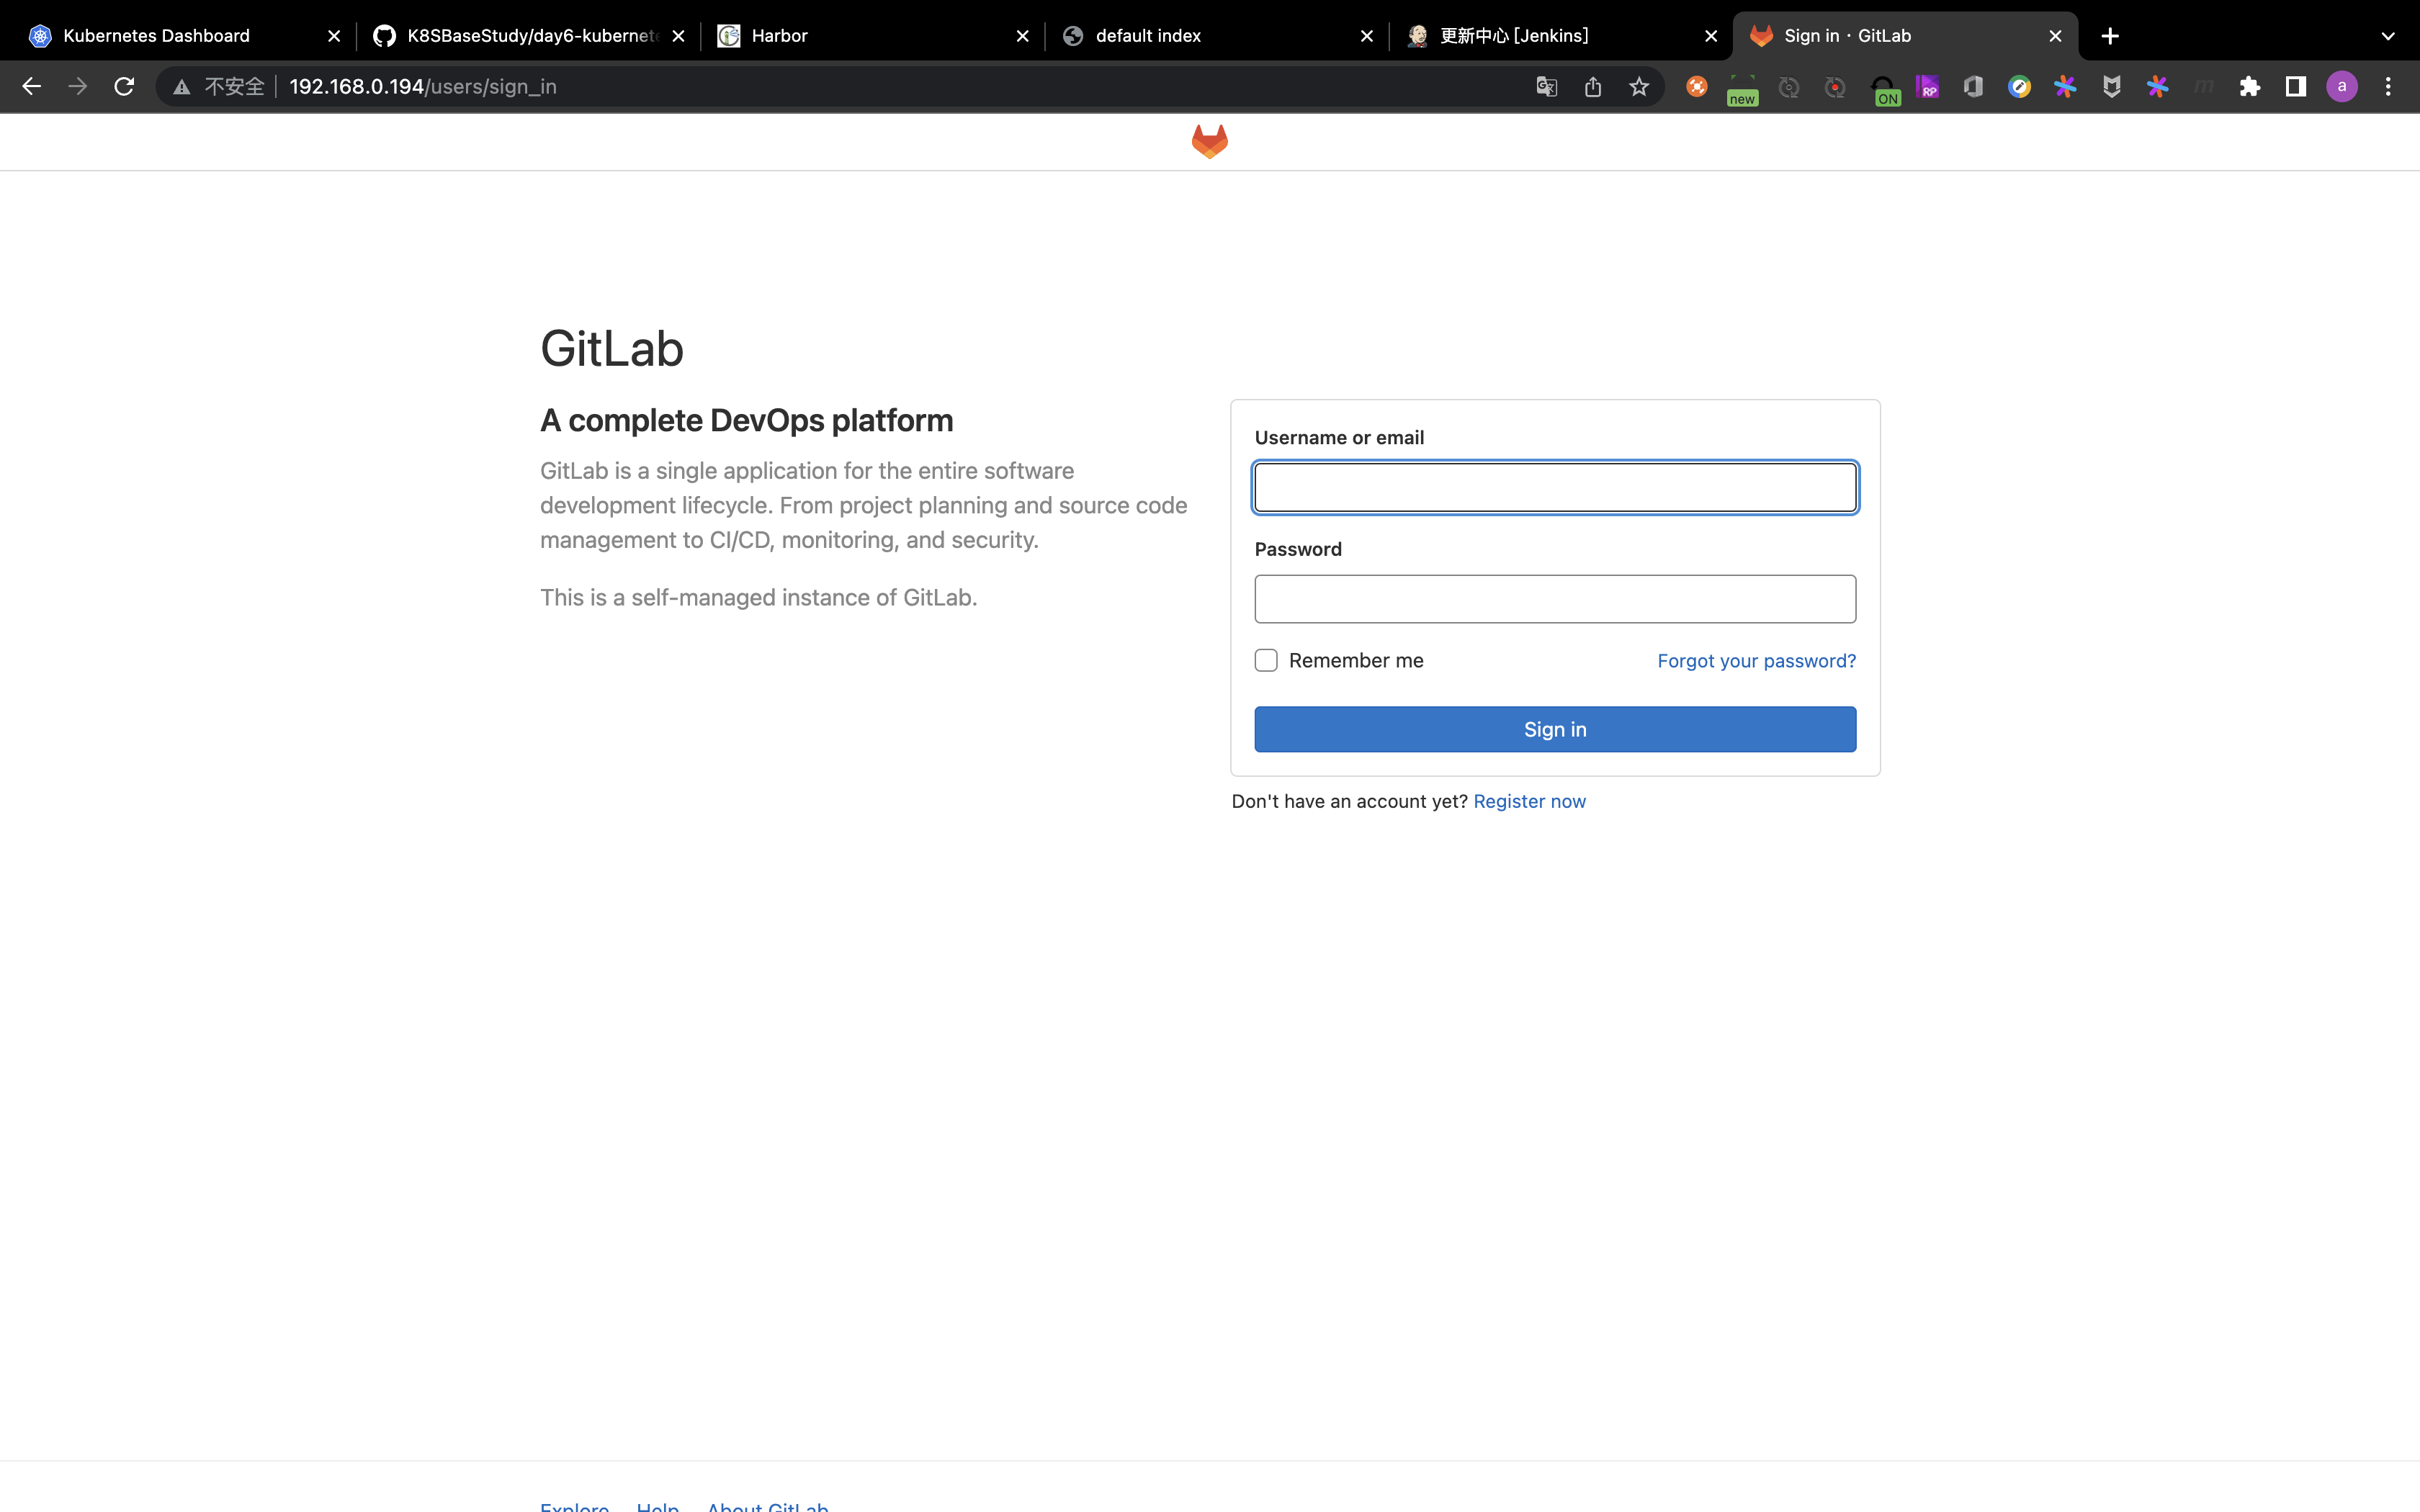 Kubernetes Dashboard
K8SBaseStudy/day6-kubernete
Harbor
default index
更新中心 [Jenkins]
Sign in · GitLab
不安全
192.168.0.194/users/sign_in
new
ON
RP
m
a
GitLab
A complete DevOps platform
GitLab is a single application for the entire software
development lifecycle. From project planning and source code
management to CI/CD, monitoring, and security.
This is a self-managed instance of GitLab.
Username or email
Password
Remember me
Forgot your password?
Sign in
Don't have an account yet? Register now
Explore Help About GitLab